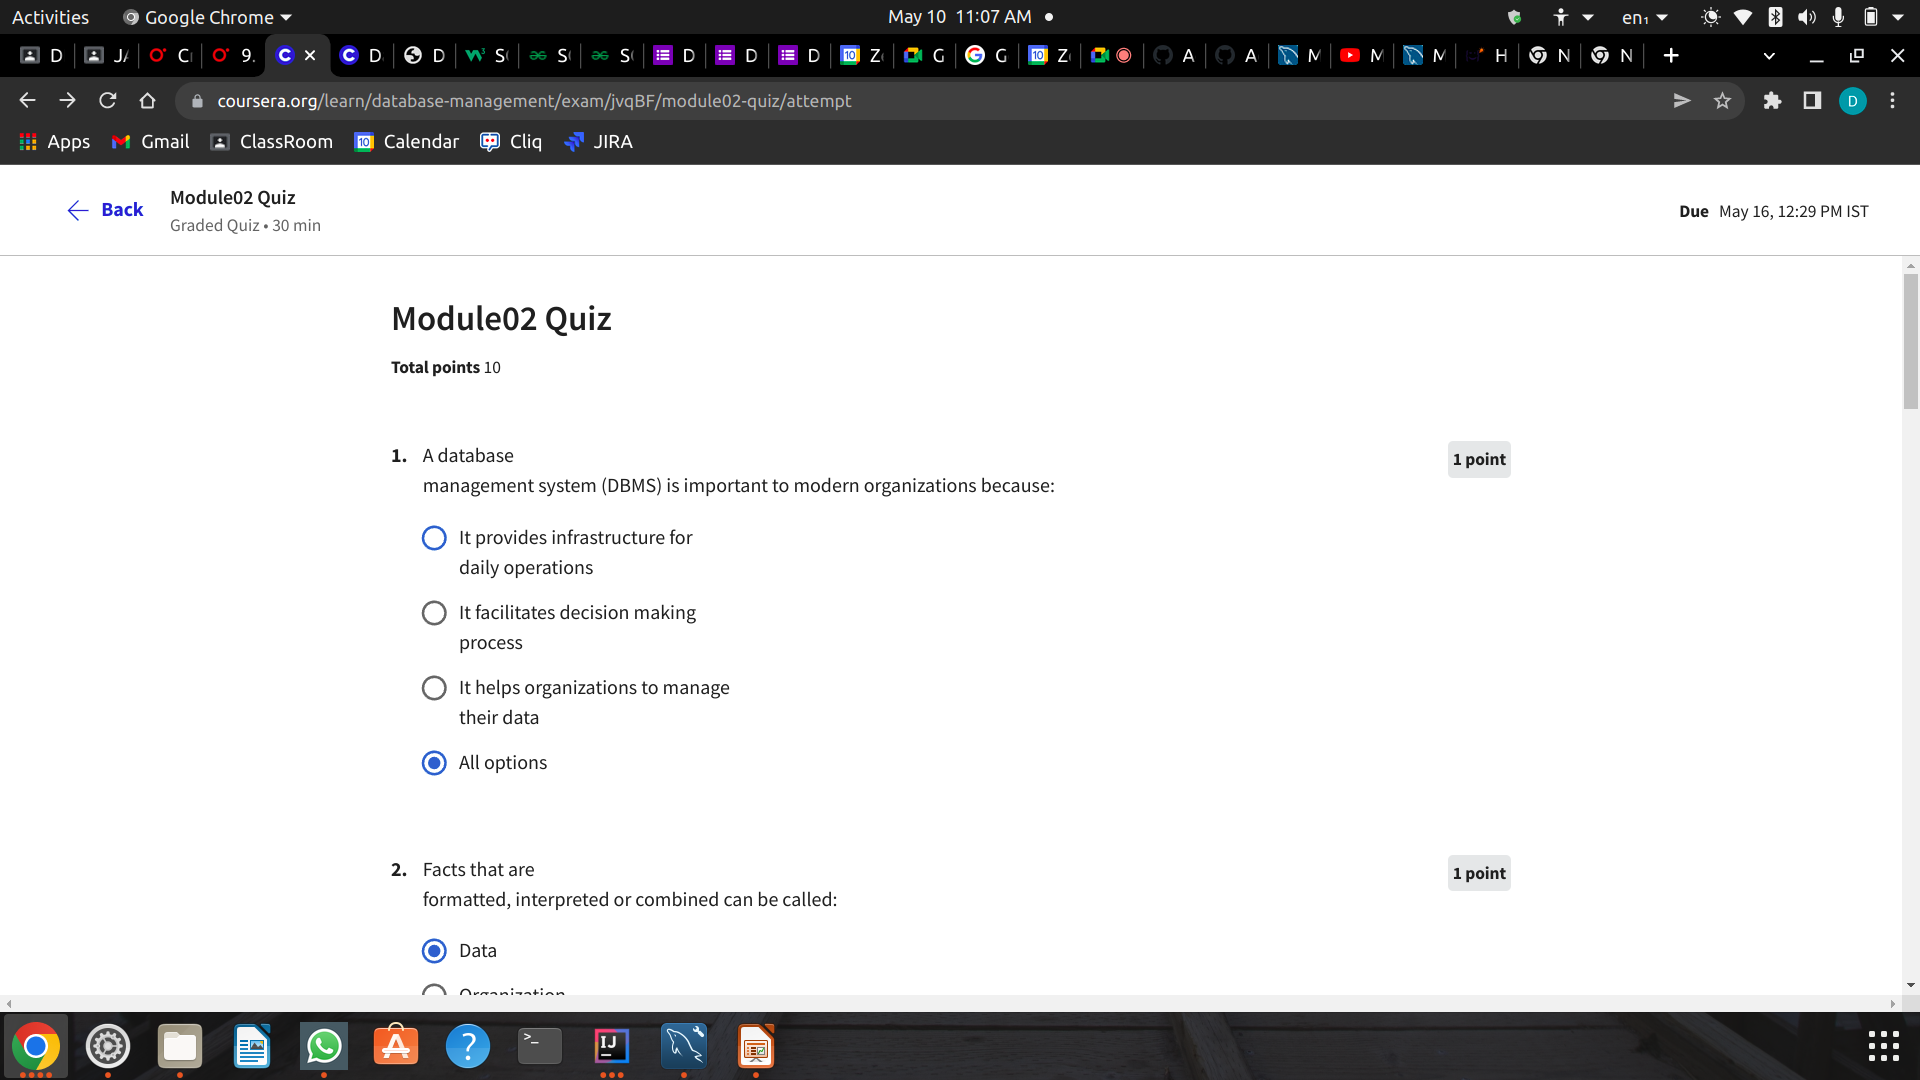 Activities
Google Chrome
May 10 11:07 AM
en₁
D
JA
C
9.
D
D
S
S
S
D
D
D
Z
G
G
Z
A
A
M
M
M
H
N
N
coursera.org/learn/database-management/exam/jvqBF/module02-quiz/attempt
D
Apps
Gmail
ClassRoom
Calendar
Cliq
JIRA
Back
Module02 Quiz
Graded Quiz • 30 min
Due May 16, 12:29 PM IST
Module02 Quiz
Total points 10
1. A database
management system (DBMS) is important to modern organizations because:
1 point
It provides infrastructure for
daily operations
It facilitates decision making
process
It helps organizations to manage
their data
All options
2. Facts that are
formatted, interpreted or combined can be called:
1 point
Data
Organization